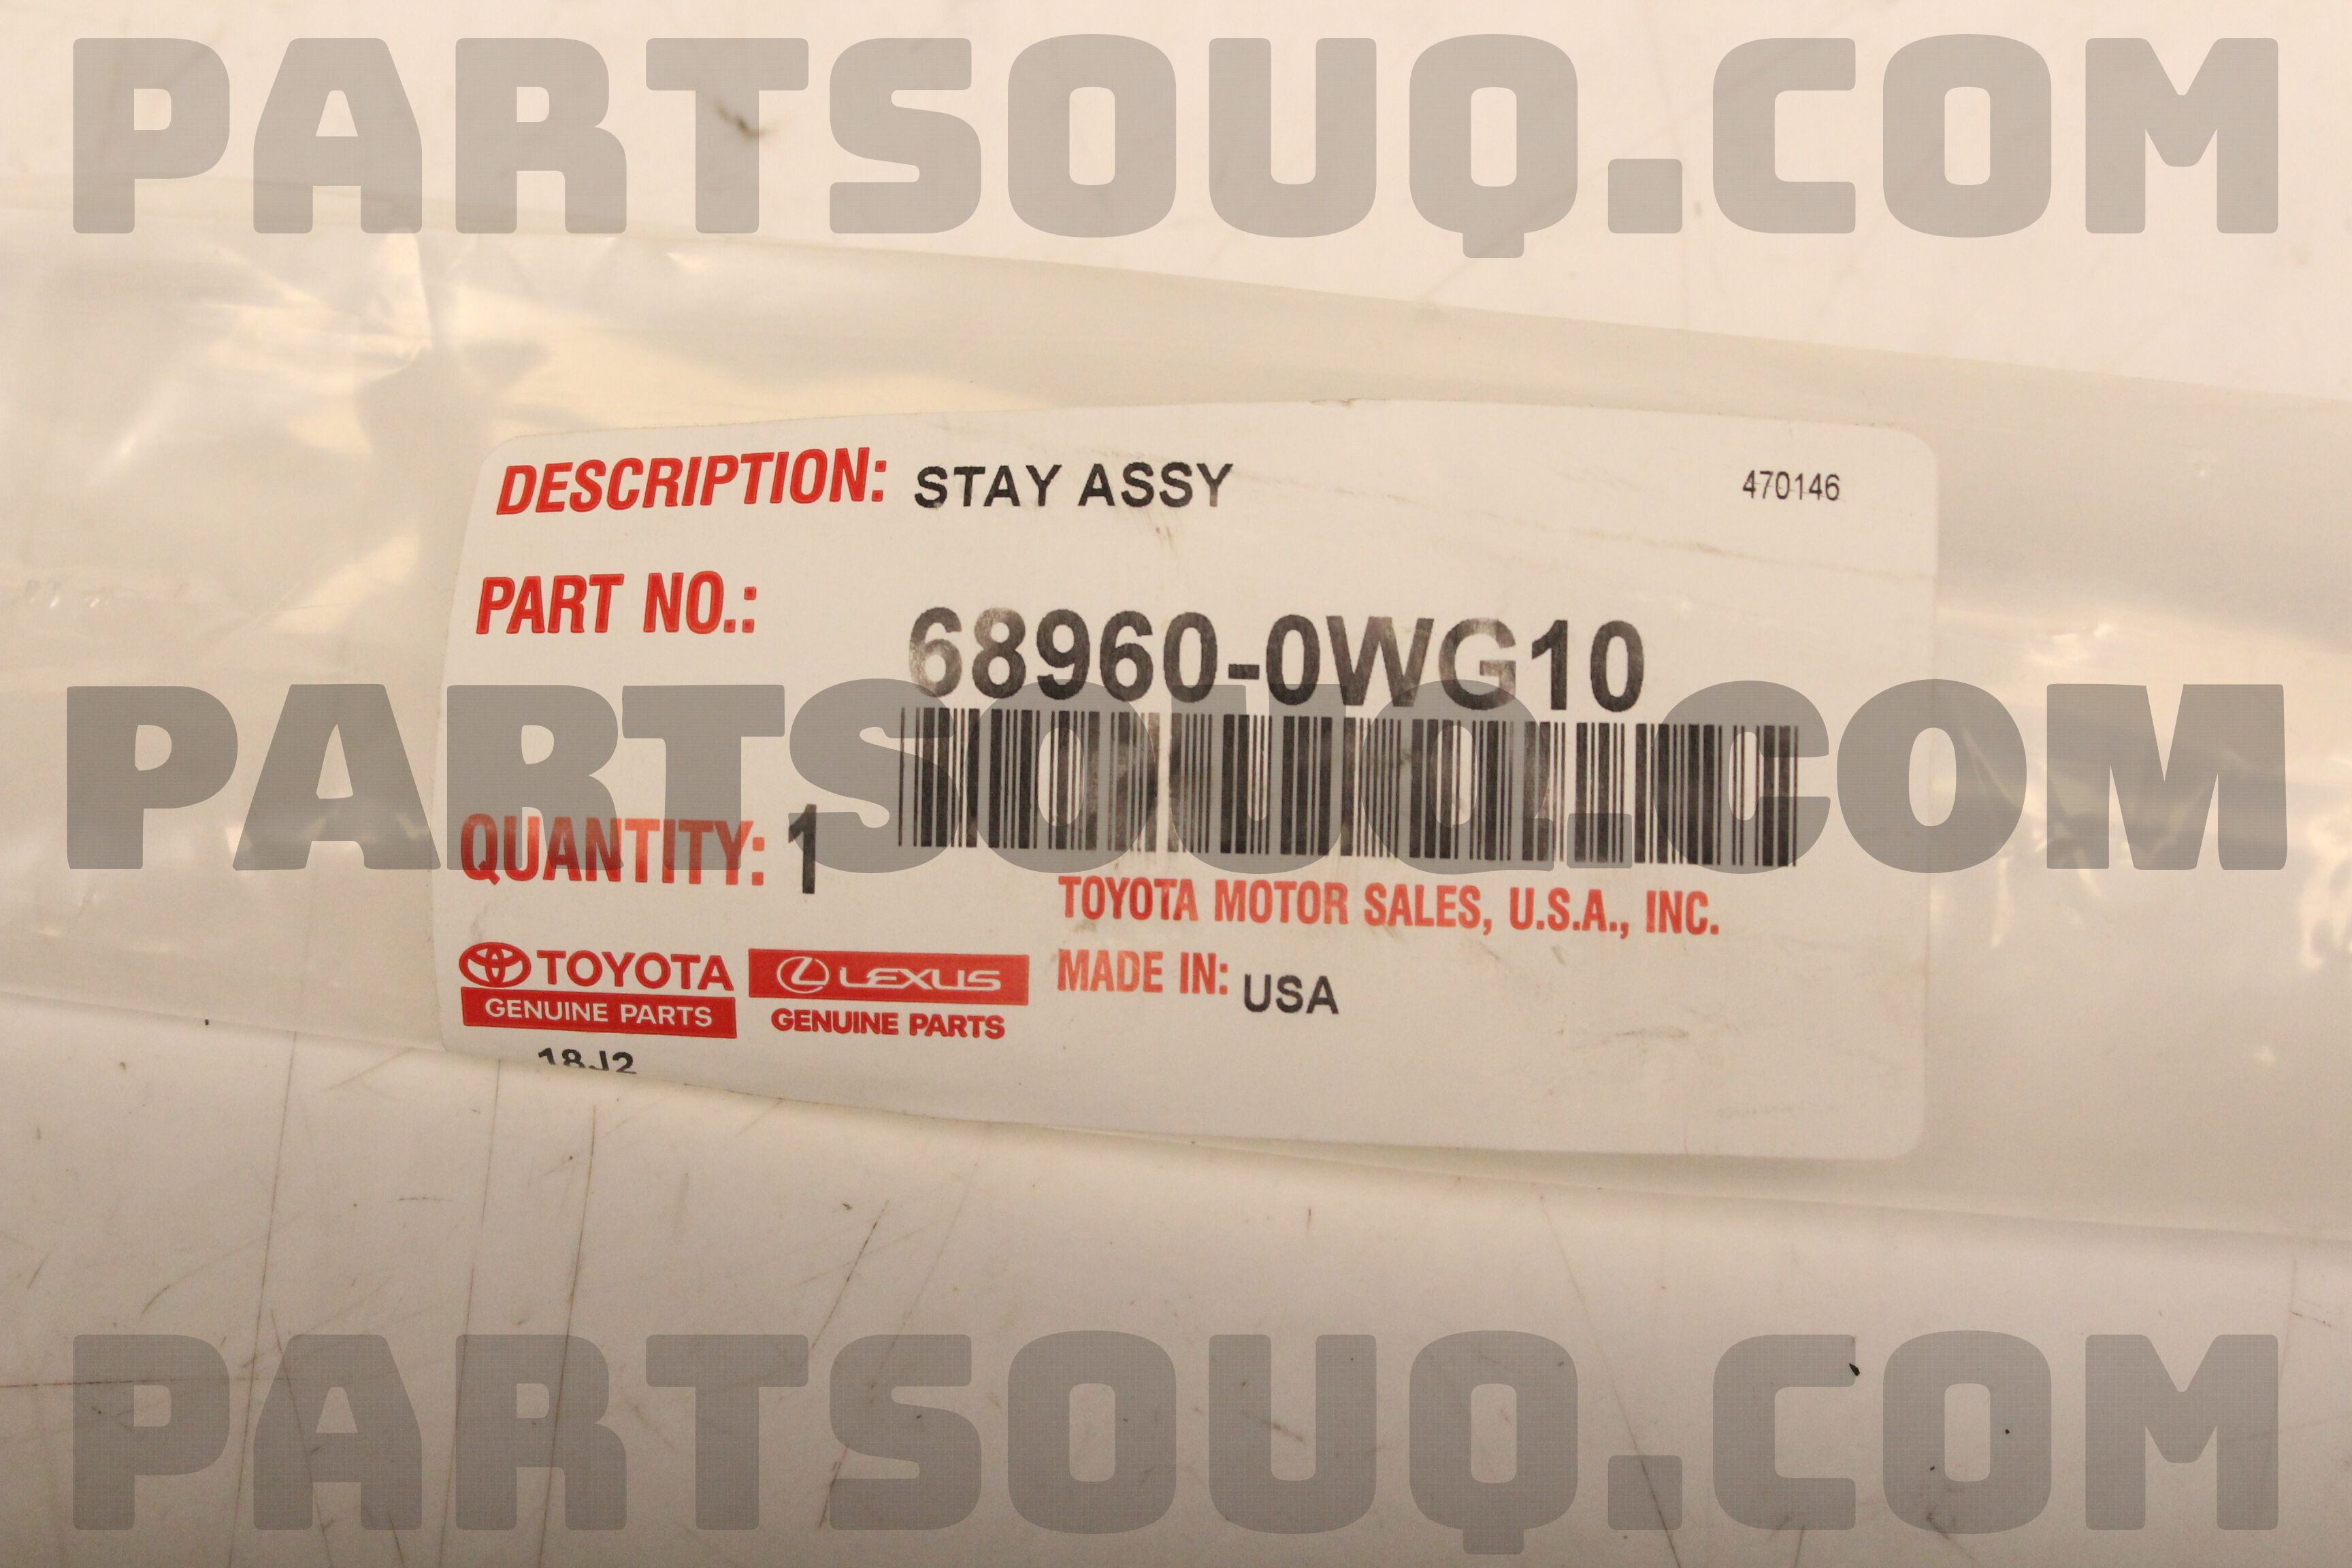 PARTSOUQ.COM
DESCRIPTION: STAY ASSY 470146
PART NO.: 68960-0WG10
PARTSOUQ.COM
QUANTITY: 1
TOYOTA MOTOR SALES, U.S.A., INC.
TOYOTA LEXUS MADE IN: USA
GENUINE PARTS GENUINE PARTS
18J2
PARTSOUQ.COM